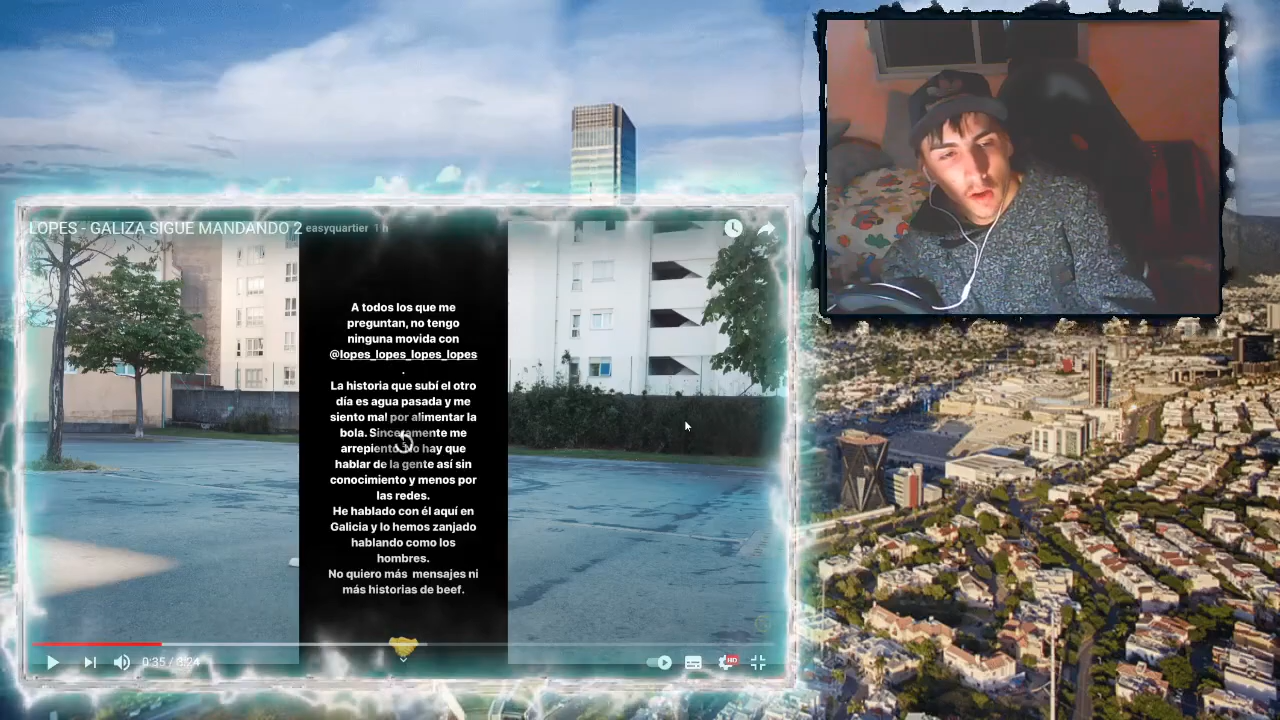 LOPES - GALIZA SIGUE MANDANDO 2 easyquartier 1 h
A todos los que me
preguntan, no tengo
ninguna movida con
@lopes_lopes_lopes_lopes
.
La historia que subí el otro
día es agua pasada y me
siento mal por alimentar la
bola. Sinceramente me
arrepiento. No hay que
hablar de la gente así sin
conocimiento y menos por
las redes.
He hablado con él aquí en
Galicia y lo hemos zanjado
hablando como los
hombres.
No quiero más mensajes ni
más historias de beef.
0:35 / 3:24
HD